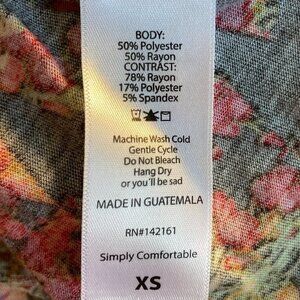 BODY:
50% Polyester
50% Rayon
CONTRAST:
78% Rayon
17% Polyester
5% Spandex
Machine Wash Cold
Gentle Cycle
Do Not Bleach
Hang Dry
or you'll be sad
MADE IN GUATEMALA
RN#142161
Simply Comfortable
XS